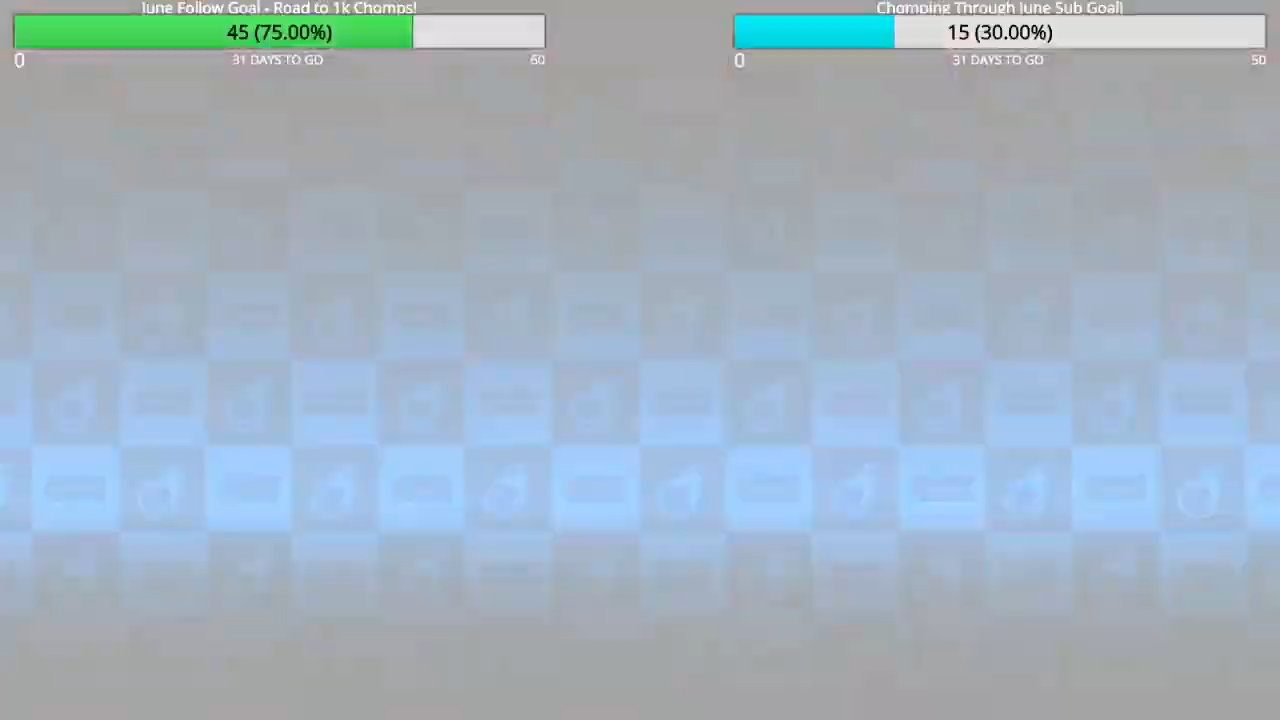 June Follow Goal - Road to 1k Chomps!
45 (75.00%)
0
31 DAYS TO GO
60
Chomping Through June Sub Goal!
15 (30.00%)
0
31 DAYS TO GO
50